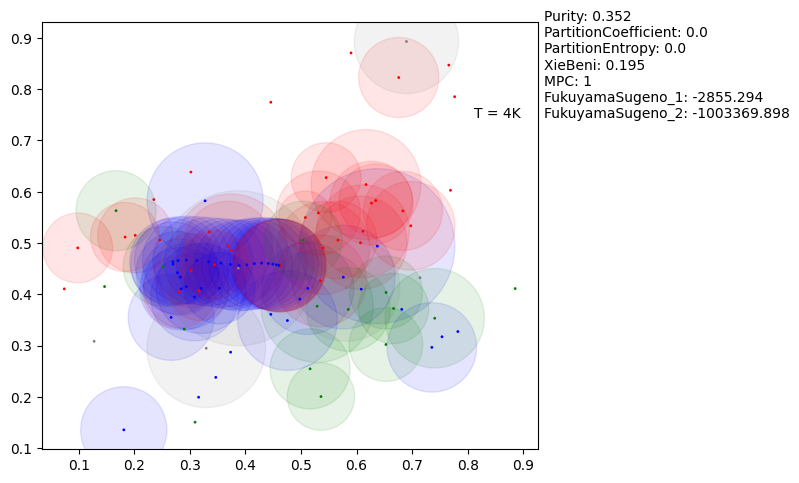 Purity: 0.352
PartitionCoefficient: 0.0
PartitionEntropy: 0.0
XieBeni: 0.195
MPC: 1
FukuyamaSugeno_1: -2855.294
FukuyamaSugeno_2: -1003369.898
T = 4K
0.9
0.8
0.7
0.6
0.5
0.4
0.3
0.2
0.1
0.1 0.2 0.3 0.4 0.5 0.6 0.7 0.8 0.9